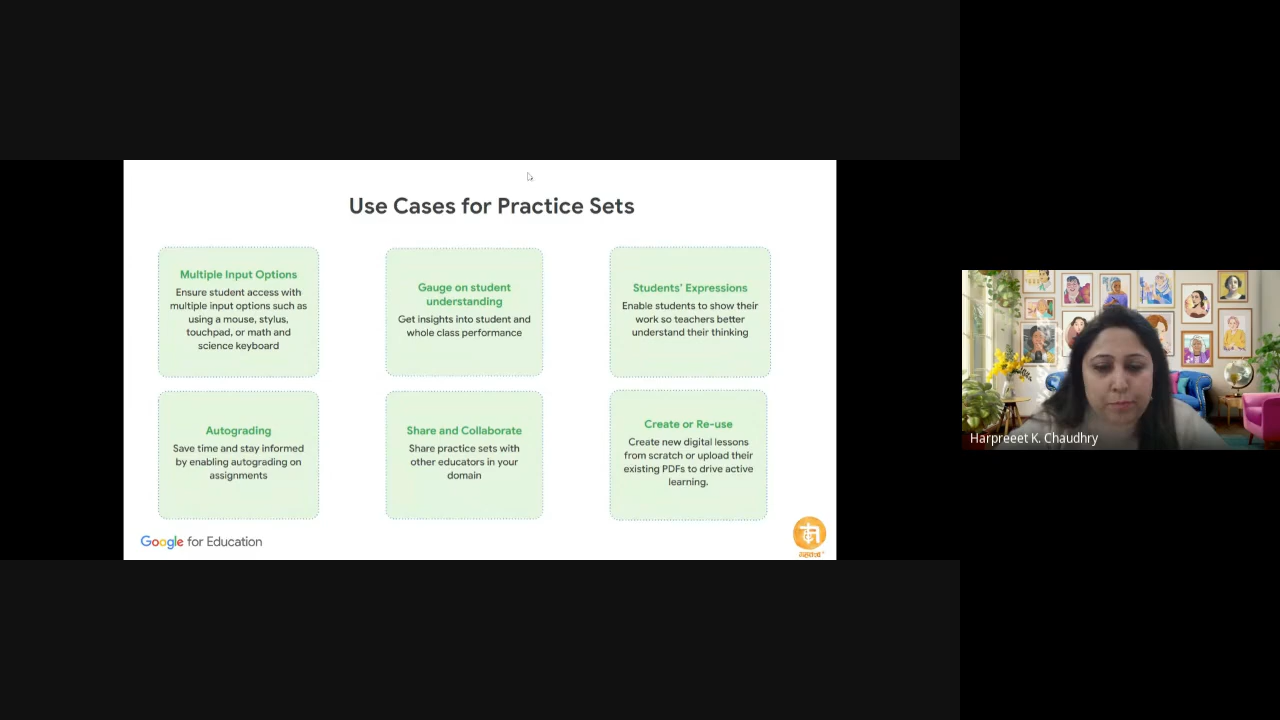 Use Cases for Practice Sets
Multiple Input Options
Ensure student access with
multiple input options such as
using a mouse, stylus,
touchpad, or math and
science keyboard
Gauge on student
understanding
Get insights into student and
whole class performance
Students' Expressions
Enable students to show their
work so teachers better
understand their thinking
Autograding
Save time and stay informed
by enabling autograding on
assignments
Share and Collaborate
Share practice sets with
other educators in your
domain
Create or Re-use
Create new digital lessons
from scratch or upload their
existing PDFs to drive active
learning.
Google for Education
Harpreeet K. Chaudhry